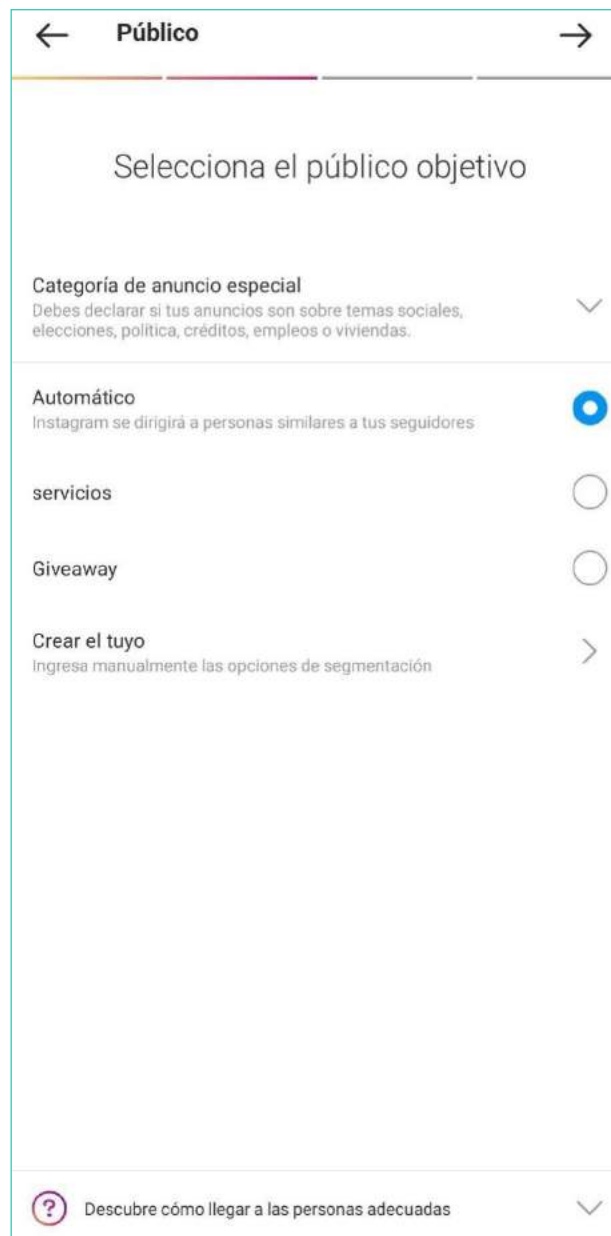 Público
Selecciona el público objetivo
Categoría de anuncio especial
Debes declarar si tus anuncios son sobre temas sociales,
elecciones, política, créditos, empleos o viviendas.
Automático
Instagram se dirigirá a personas similares a tus seguidores
servicios
Giveaway
Crear el tuyo
Ingresa manualmente las opciones de segmentación
Descubre cómo llegar a las personas adecuadas